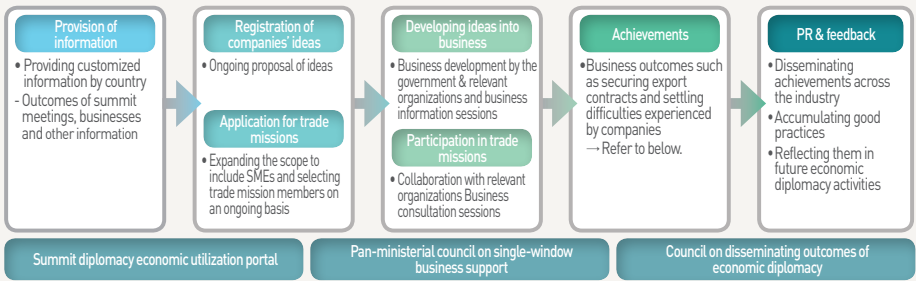 Provision of
information
• Providing customized
information by country
- Outcomes of summit
meetings, businesses
and other information
Registration of
companies' ideas
• Ongoing proposal of ideas
Application for trade
missions
• Expanding the scope to
include SMEs and selecting
trade mission members on
an ongoing basis
Developing ideas into
business
• Business development by the
government & relevant
organizations and business
information sessions
Participation in trade
missions
• Collaboration with relevant
organizations Business
consultation sessions
Achievements
• Business outcomes such
as securing export
contracts and settling
difficulties experienced
by companies
→ Refer to below.
PR & feedback
• Disseminating
achievements across
the industry
• Accumulating good
practices
• Reflecting them in
future economic
diplomacy activities
Summit diplomacy economic utilization portal
Pan-ministerial council on single-window
business support
Council on disseminating outcomes of
economic diplomacy